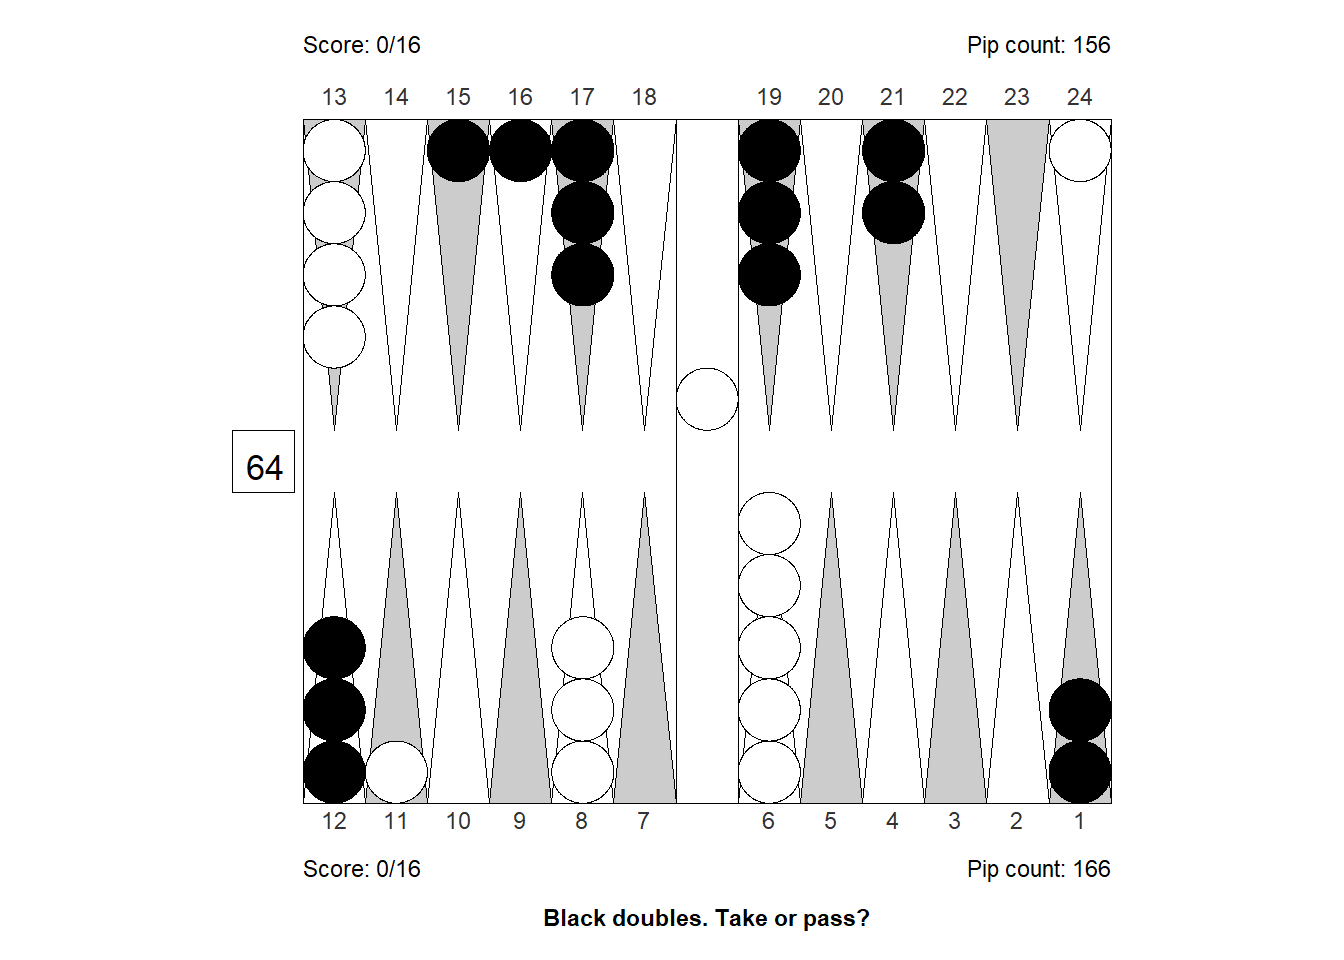 Score: 0/16 Pip count: 156
13 14 15 16 17 18 19 20 21 22 23 24
64
12 11 10 9 8 7 6 5 4 3 2 1
Score: 0/16 Pip count: 166
Black doubles. Take or pass?